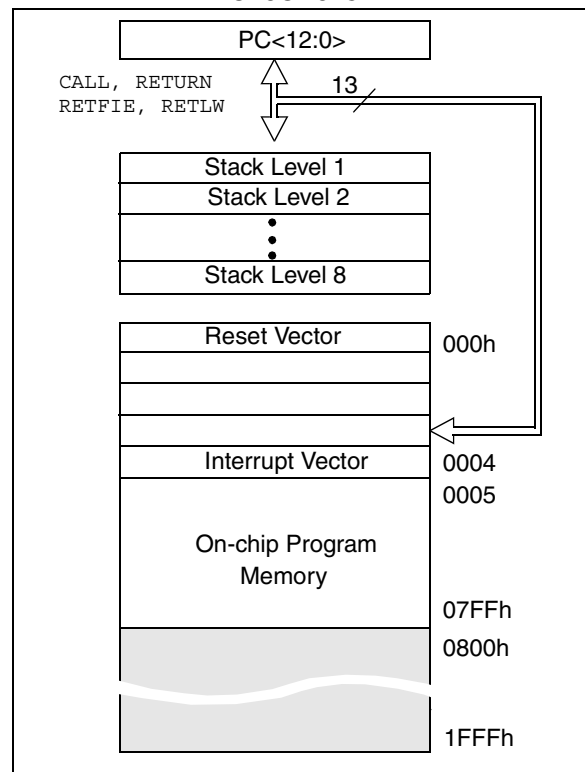 PC<12:0>
CALL, RETURN
RETFIE, RETLW
13
Stack Level 1
Stack Level 2
Stack Level 8
Reset Vector
000h
Interrupt Vector
0004
0005
On-chip Program
Memory
07FFh
0800h
1FFFh